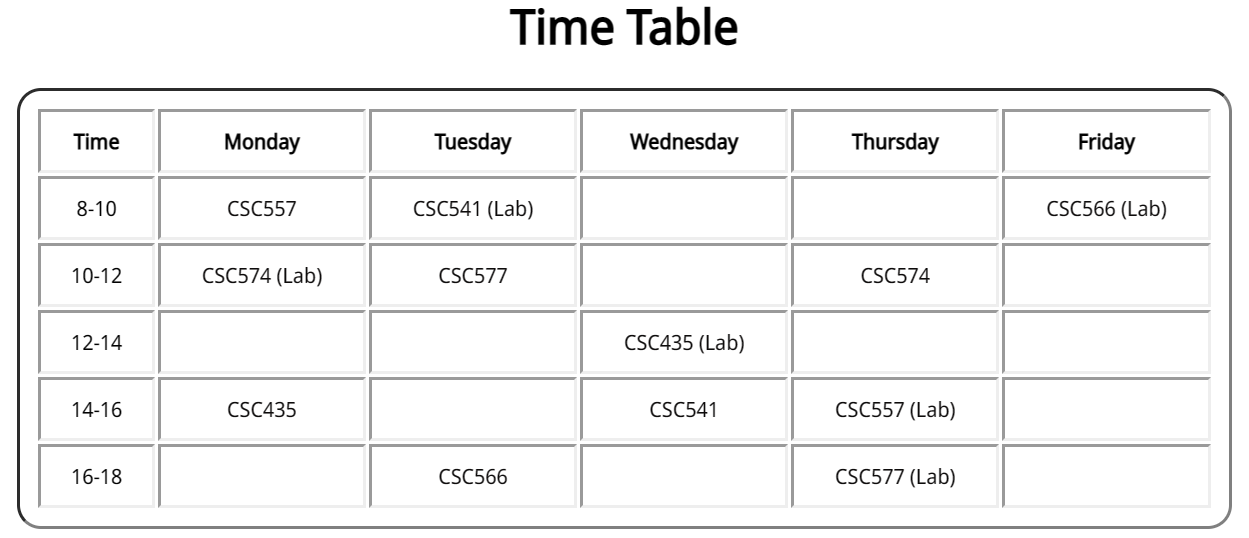 Time Table
Time Monday Tuesday Wednesday Thursday Friday
8-10 CSC557 CSC541 (Lab) CSC566 (Lab)
10-12 CSC574 (Lab) CSC577 CSC574
12-14 CSC435 (Lab)
14-16 CSC435 CSC541 CSC557 (Lab)
16-18 CSC566 CSC577 (Lab)